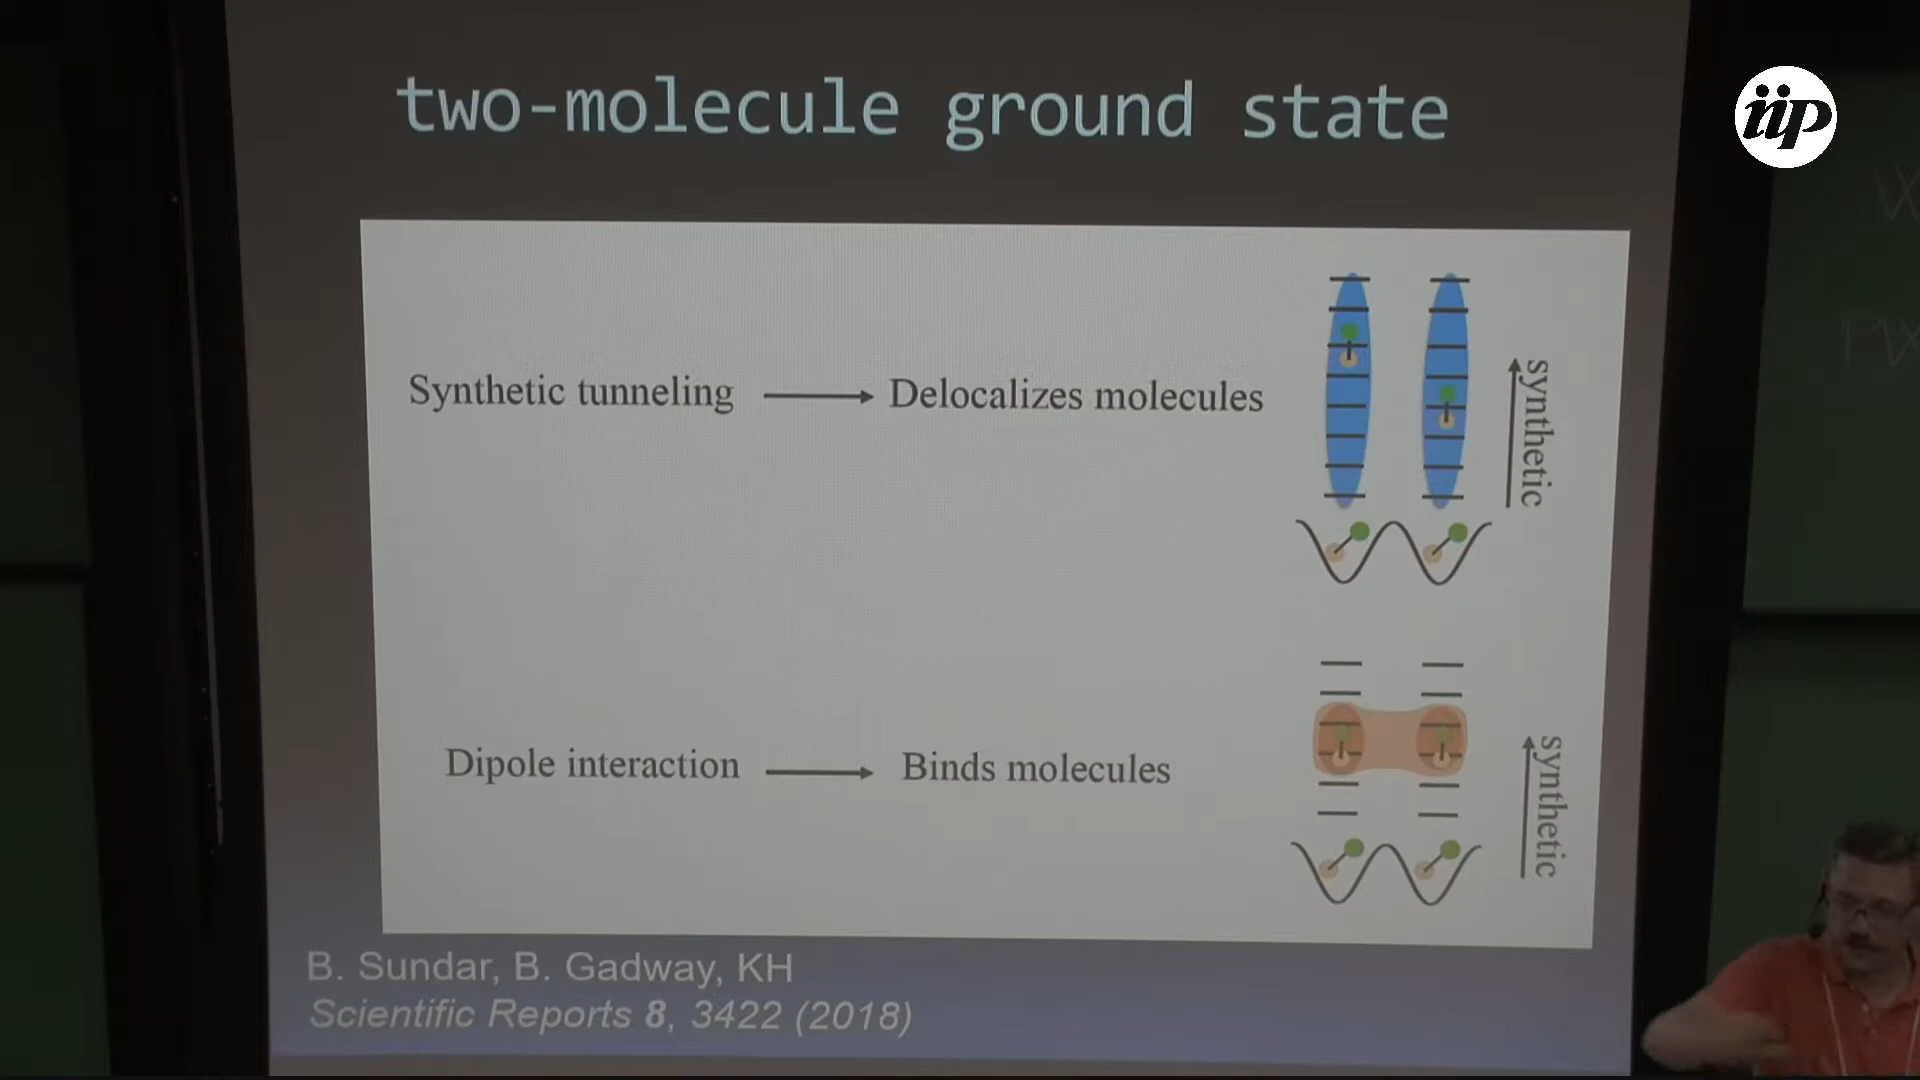 two-molecule ground state
iip
Synthetic tunneling
Delocalizes molecules
synthetic
Dipole interaction
Binds molecules
synthetic
B. Sundar, B. Gadway, KH
Scientific Reports 8, 3422 (2018)